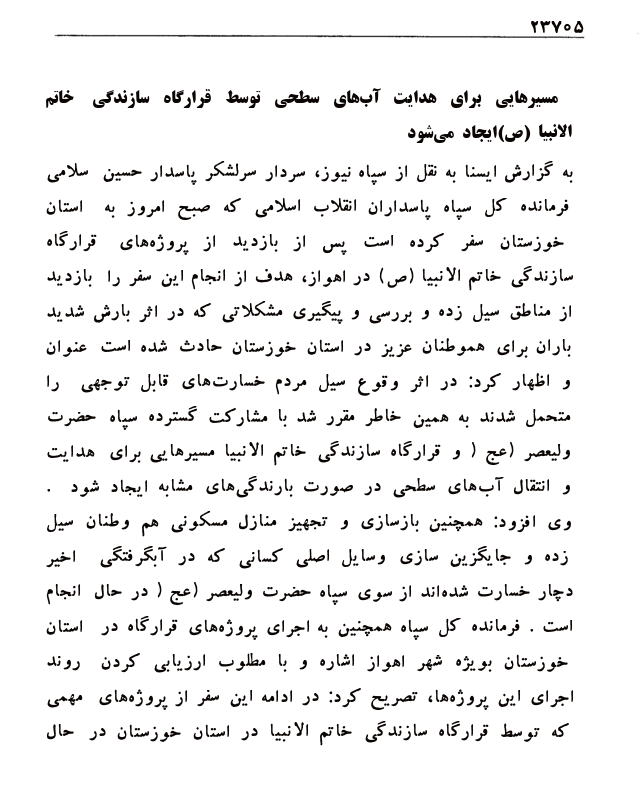 ۲۳۷۰۵
مسیرهایی برای هدایت آب‌های سطحی توسط قرارگاه سازندگی خاتم
الانبیا (ص)ایجاد می‌شود
به گزارش ایسنا به نقل از سپاه نیوز، سردار سرلشکر پاسدار حسین سلامی
فرمانده کل سپاه پاسداران انقلاب اسلامی که صبح امروز به استان
خوزستان سفر کرده است پس از بازدید از پروژه‌های قرارگاه
سازندگی خاتم الانبیا (ص) در اهواز، هدف از انجام این سفر را بازدید
از مناطق سیل زده و بررسی و پیگیری مشکلاتی که در اثر بارش شدید
باران برای هموطنان عزیز در استان خوزستان حادث شده است عنوان
و اظهار کرد: در اثر وقوع سیل مردم خسارت‌های قابل توجهی را
متحمل شدند به همین خاطر مقرر شد با مشارکت گسترده سپاه حضرت
ولیعصر (عج ( و قرارگاه سازندگی خاتم الانبیا مسیرهایی برای هدایت
و انتقال آب‌های سطحی در صورت بارندگی‌های مشابه ایجاد شود .
وی افزود: همچنین بازسازی و تجهیز منازل مسکونی هم وطنان سیل
زده و جایگزین سازی وسایل اصلی کسانی که در آبگرفتگی اخیر
دچار خسارت شده‌اند از سوی سپاه حضرت ولیعصر (عج ( در حال انجام
است . فرمانده کل سپاه همچنین به اجرای پروژه‌های قرارگاه در استان
خوزستان بویژه شهر اهواز اشاره و با مطلوب ارزیابی کردن روند
اجرای این پروژه‌ها، تصریح کرد: در ادامه این سفر از پروژه‌های مهمی
که توسط قرارگاه سازندگی خاتم الانبیا در استان خوزستان در حال